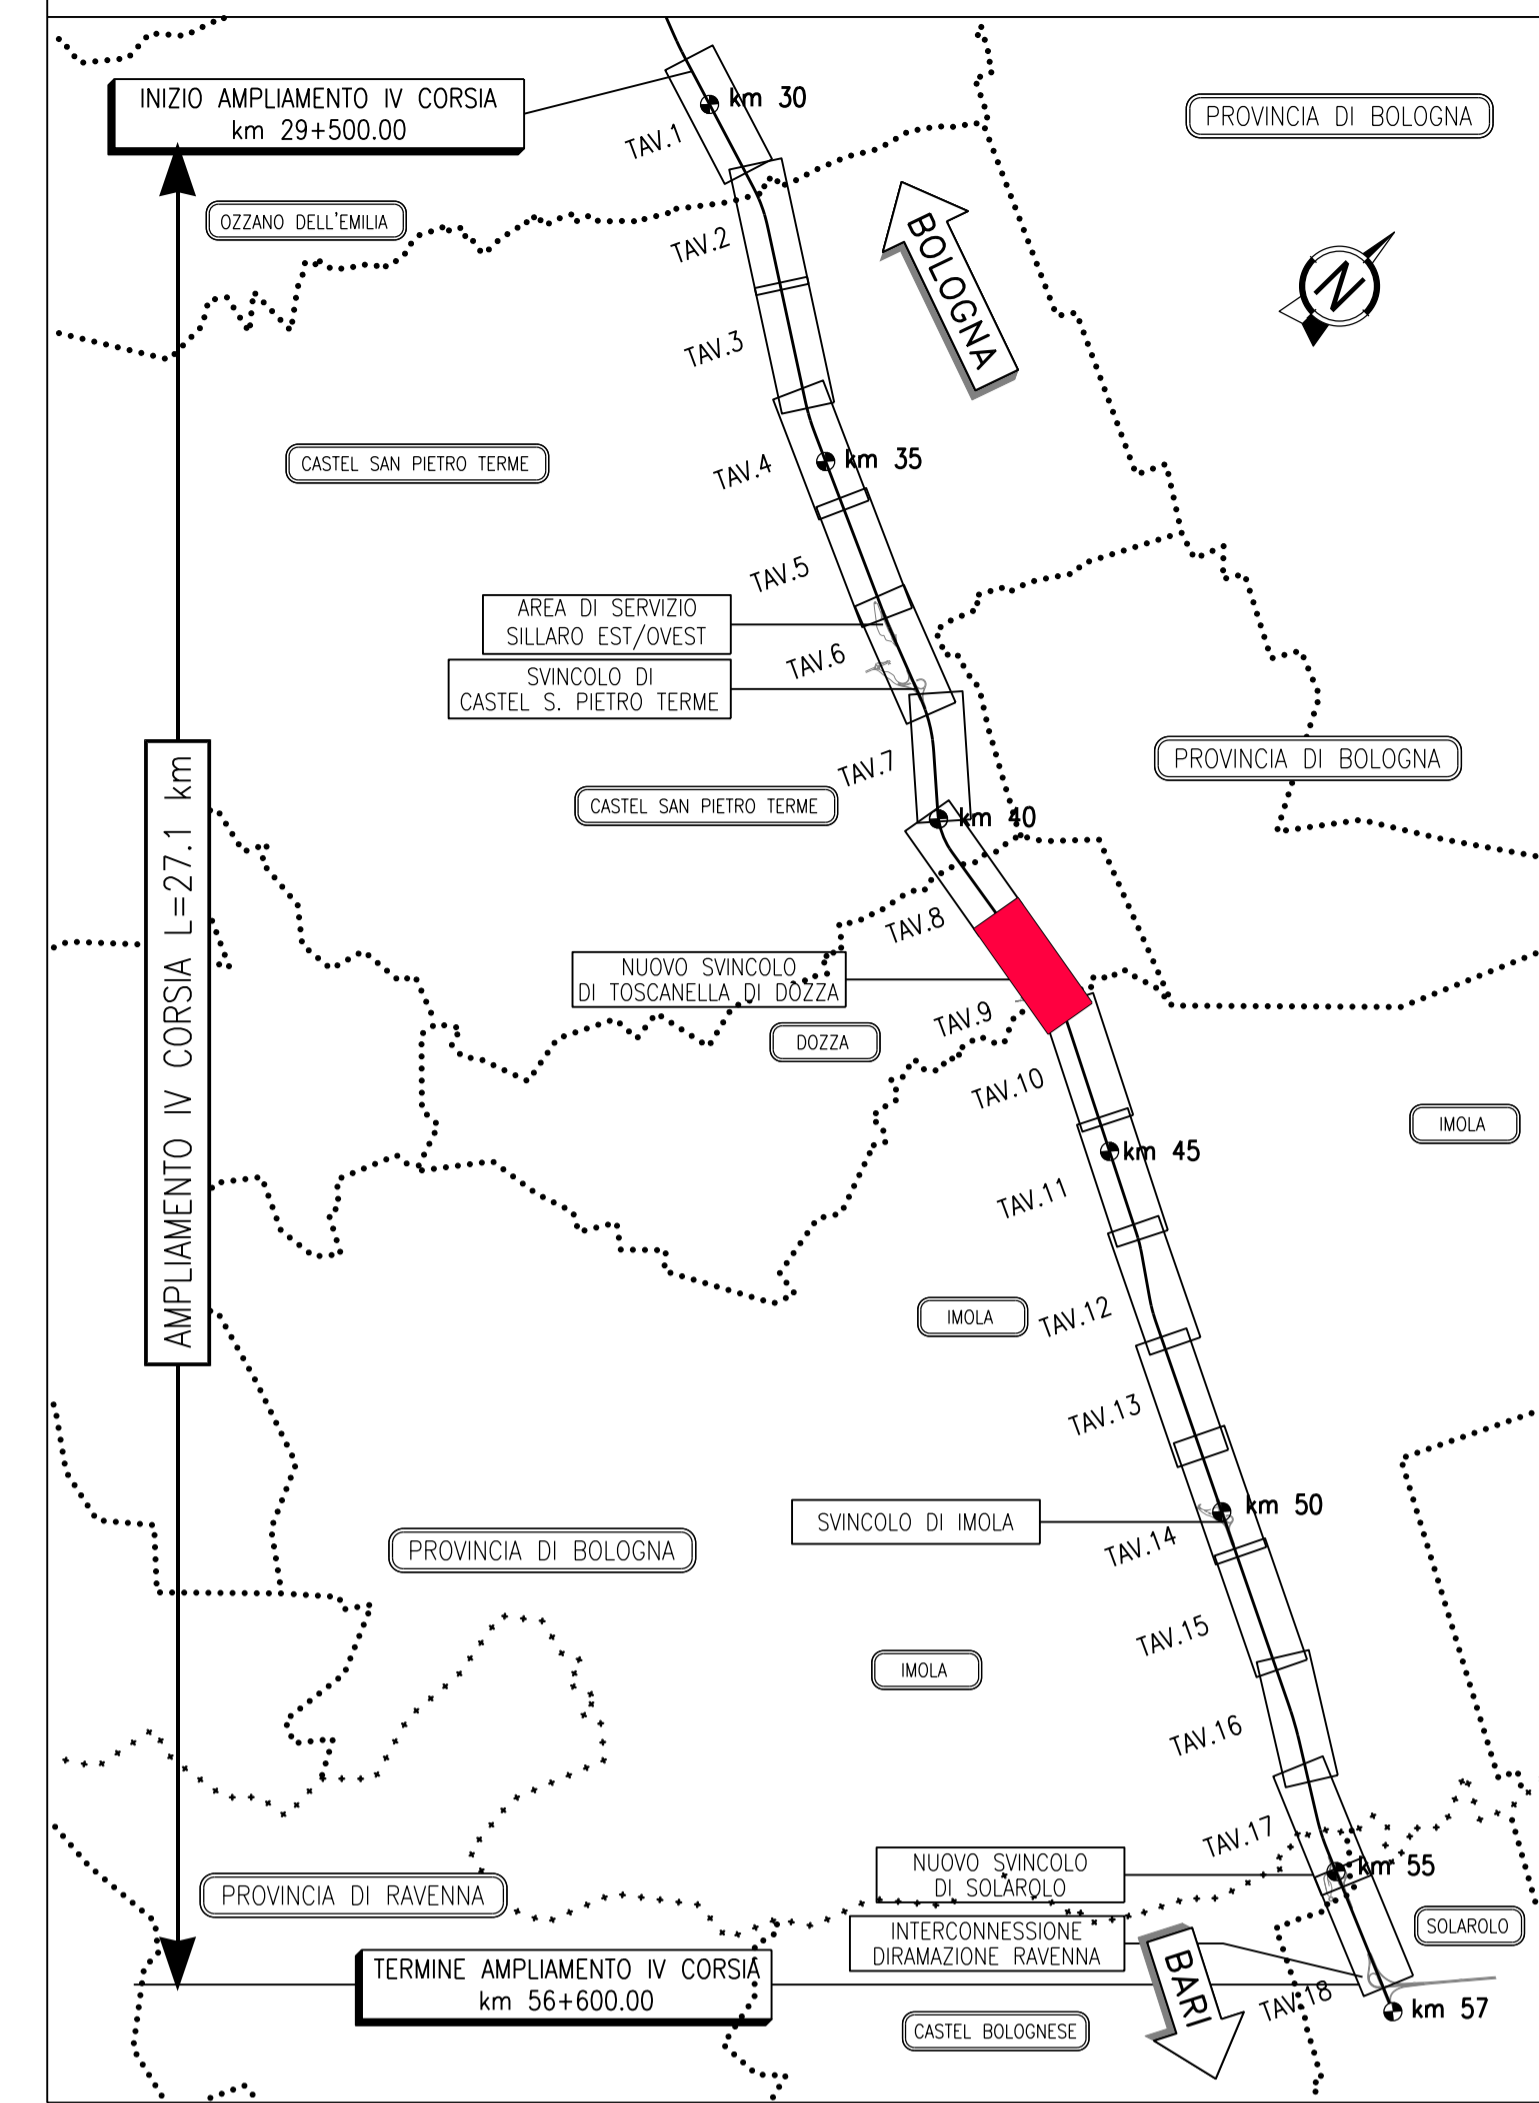 INIZIO AMPLIAMENTO IV CORSIA
km 29+500.00
km 30
PROVINCIA DI BOLOGNA
TAV.1
OZZANO DELL'EMILIA
TAV.2
BOLOGNA
N
TAV.3
CASTEL SAN PIETRO TERME
TAV.4
km 35
TAV.5
AREA DI SERVIZIO
SILLARO EST/OVEST
TAV.6
SVINCOLO DI
CASTEL S. PIETRO TERME
PROVINCIA DI BOLOGNA
TAV.7
CASTEL SAN PIETRO TERME
km 40
AMPLIAMENTO IV CORSIA L=27.1 km
TAV.8
NUOVO SVINCOLO
DI TOSCANELLA DI DOZZA
TAV.9
DOZZA
TAV.10
IMOLA
km 45
TAV.11
IMOLA
TAV.12
TAV.13
km 50
SVINCOLO DI IMOLA
TAV.14
PROVINCIA DI BOLOGNA
TAV.15
IMOLA
TAV.16
TAV.17
NUOVO SVINCOLO
DI SOLAROLO
km 55
PROVINCIA DI RAVENNA
INTERCONNESSIONE
DIRAMAZIONE RAVENNA
SOLAROLO
BARI
TERMINE AMPLIAMENTO IV CORSIA
km 56+600.00
TAV.18
km 57
CASTEL BOLOGNESE